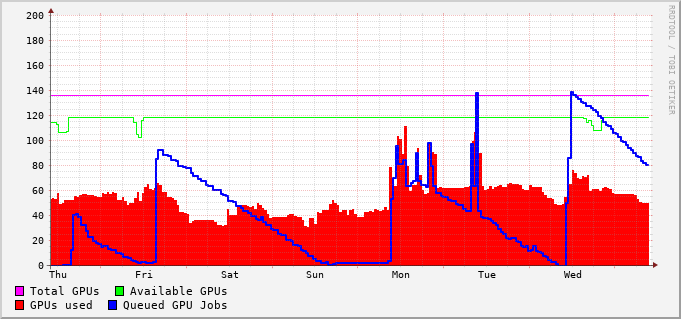 200
180
160
140
120
100
80
60
40
20
0
Thu Fri Sat Sun Mon Tue Wed
Total GPUs Available GPUs
GPUs used Queued GPU Jobs
RRDTOOL / TOBI OETIKER